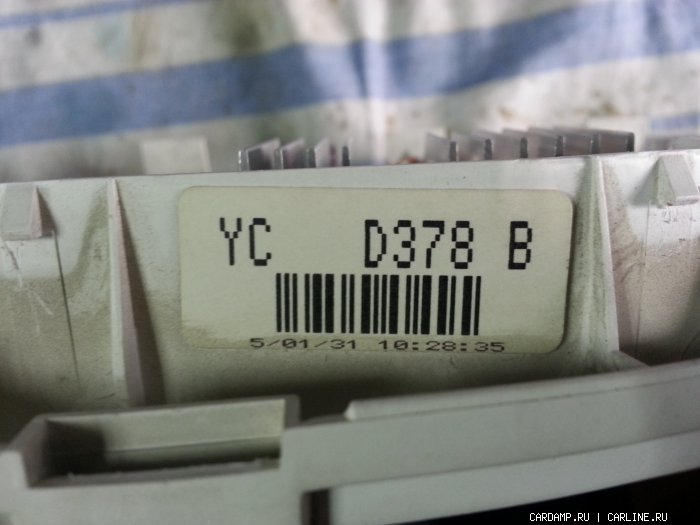 YC D378 B
5/01/31 10:28:35
CARDAMP.RU | CARLINE.RU